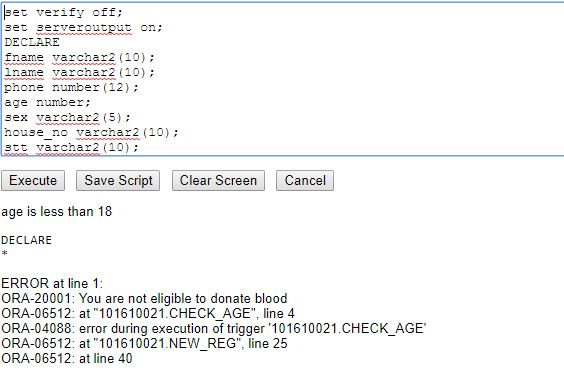 set verify off;
set serveroutput on;
DECLARE
fname varchar2(10);
lname varchar2(10);
phone number(12);
age number;
sex varchar2(5);
house_no varchar2(10);
stt varchar2(10);
Execute Save Script Clear Screen Cancel
age is less than 18
DECLARE
*
ERROR at line 1:
ORA-20001: You are not eligible to donate blood
ORA-06512: at "101610021.CHECK_AGE", line 4
ORA-04088: error during execution of trigger '101610021.CHECK_AGE'
ORA-06512: at "101610021.NEW_REG", line 25
ORA-06512: at line 40